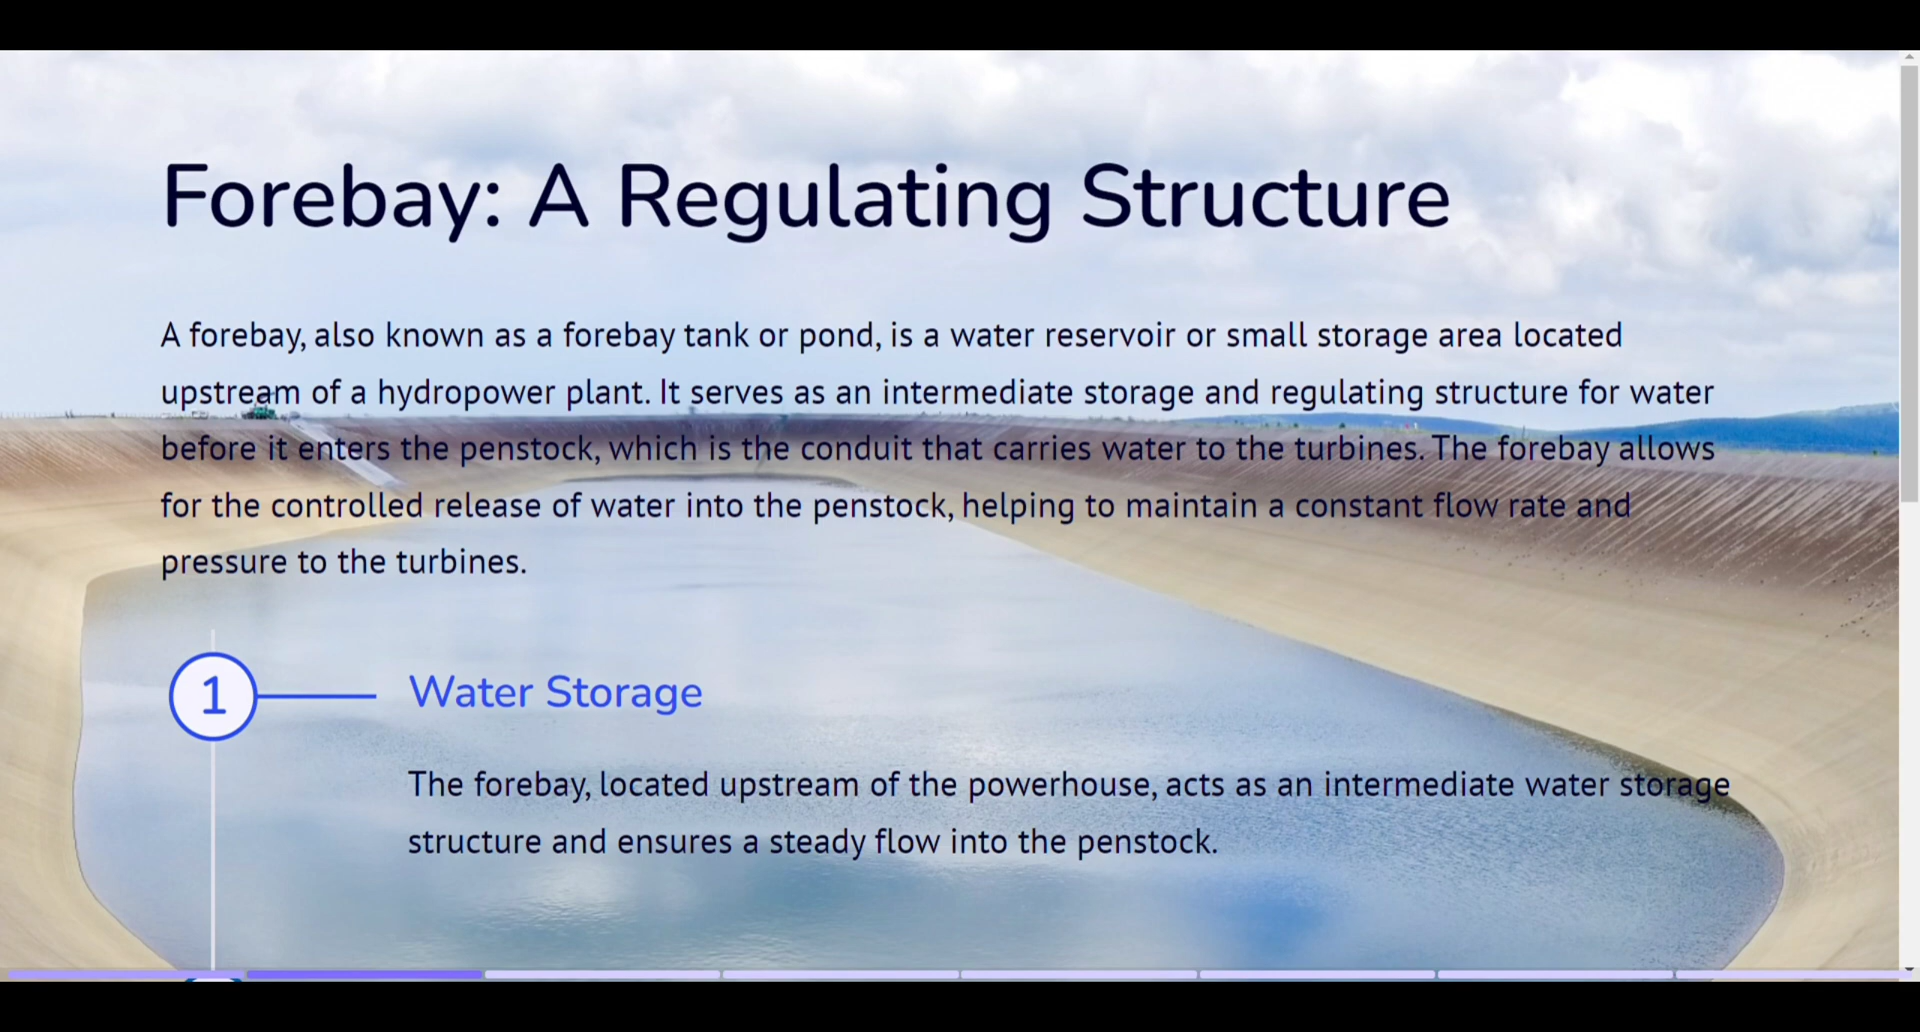 Forebay: A Regulating Structure
A forebay, also known as a forebay tank or pond, is a water reservoir or small storage area located
upstream of a hydropower plant. It serves as an intermediate storage and regulating structure for water
before it enters the penstock, which is the conduit that carries water to the turbines. The forebay allows
for the controlled release of water into the penstock, helping to maintain a constant flow rate and
pressure to the turbines.
1 Water Storage
The forebay, located upstream of the powerhouse, acts as an intermediate water storage
structure and ensures a steady flow into the penstock.